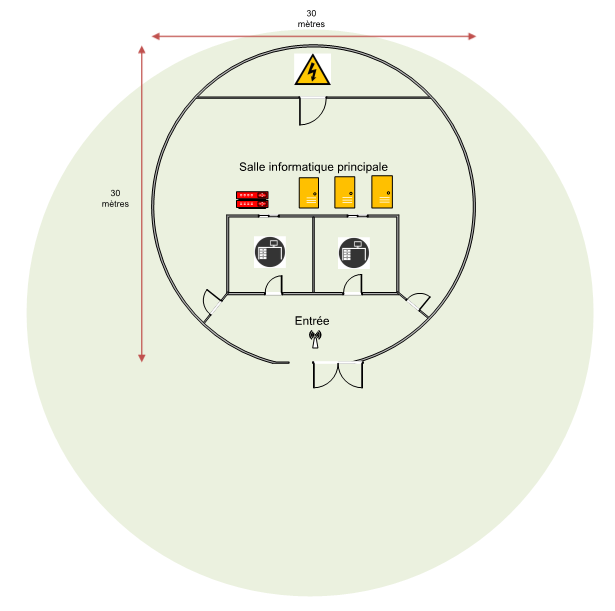 30
mètres
30
mètres
Salle informatique principale
Entrée